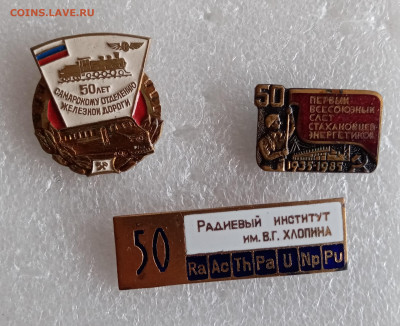 COINS.LAVE.RU
50 ЛЕТ
САМАРСКОМУ ОТДЕЛЕНИЮ
ЖЕЛЕЗНОЙ ДОРОГИ
50
ПЕРВЫЙ
ВСЕСОЮЗНЫЙ
СЛЕТ
СТАХАНОВЦЕВ-
ЭНЕРГЕТИКОВ
1935-1985
50
РАДИЕВЫЙ ИНСТИТУТ
ИМ. В.Г. ХЛОПИНА
Ra Ac Th Pa U Np Pu